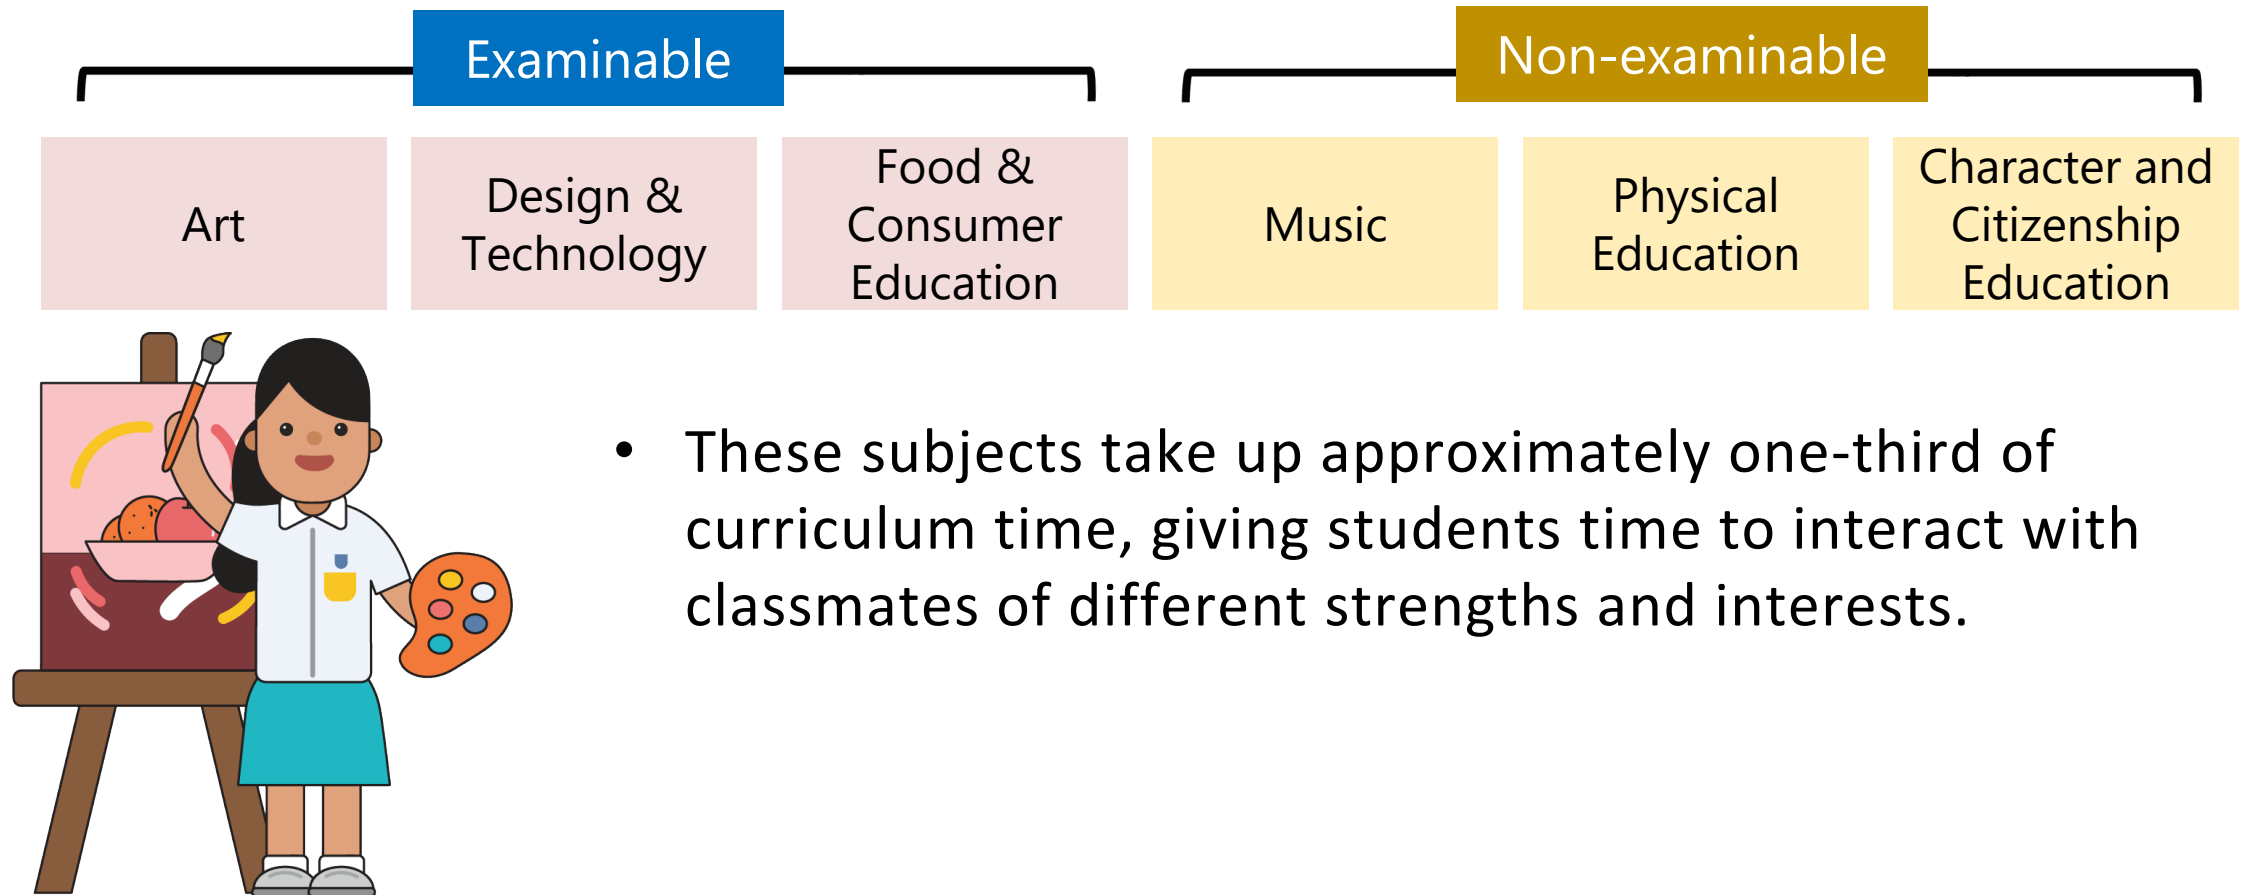 Examinable
Non-examinable
Art
Design &
Technology
Food &
Consumer
Education
Music
Physical
Education
Character and
Citizenship
Education
• These subjects take up approximately one-third of
curriculum time, giving students time to interact with
classmates of different strengths and interests.